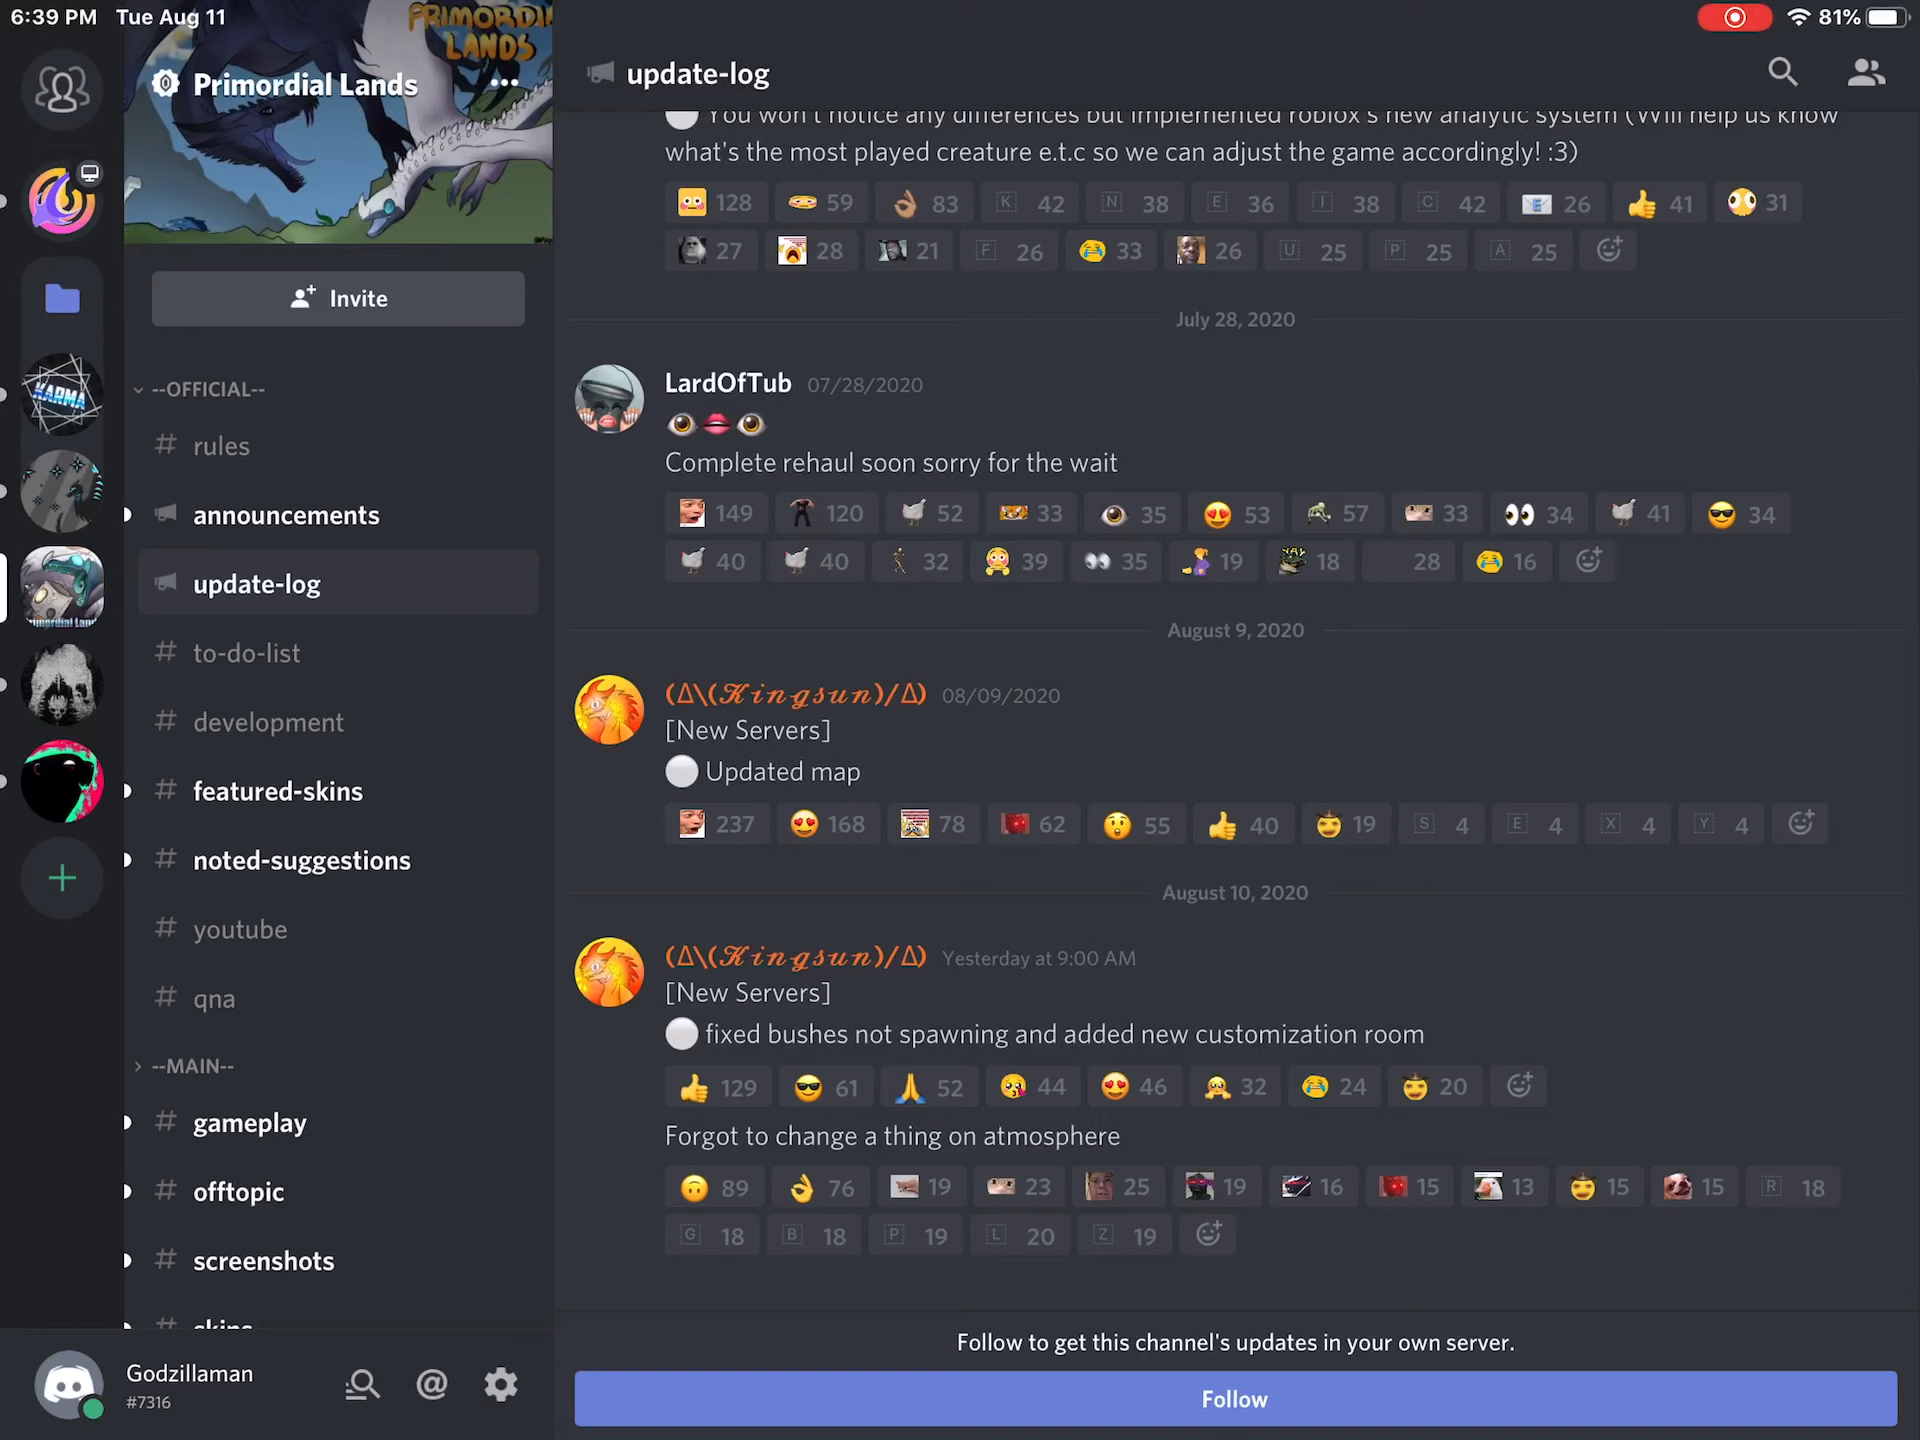 6:39 PM Tue Aug 11
81%
PRIMORDIAL
LANDS
Primordial Lands
Invite
--OFFICIAL--
rules
announcements
update-log
to-do-list
development
featured-skins
noted-suggestions
youtube
qna
--MAIN--
gameplay
offtopic
screenshots
skins
KARMA
Godzillaman
#7316
update-log
You won't notice any differences but implemented roblox's new analytic system (Will help us know
what's the most played creature e.t.c so we can adjust the game accordingly! :3)
128 59 83 K 42 N 38 E 36 I 38 C 42 E 26 41 31
27 28 21 F 26 33 26 U 25 P 25 A 25
July 28, 2020
LardOfTub 07/28/2020
Complete rehaul soon sorry for the wait
149 120 52 33 35 53 57 33 34 41 34
40 40 32 39 35 19 18 28 16
August 9, 2020
(Δ\(𝓚𝓲𝓷𝓰𝓼𝓾𝓷)/Δ) 08/09/2020
[New Servers]
Updated map
237 168 78 62 55 40 19 S 4 E 4 X 4 Y 4
August 10, 2020
(Δ\(𝓚𝓲𝓷𝓰𝓼𝓾𝓷)/Δ) Yesterday at 9:00 AM
[New Servers]
fixed bushes not spawning and added new customization room
129 61 52 44 46 32 24 20
Forgot to change a thing on atmosphere
89 76 19 23 25 19 16 15 13 15 15 R 18
G 18 B 18 P 19 L 20 Z 19
Follow to get this channel's updates in your own server.
Follow